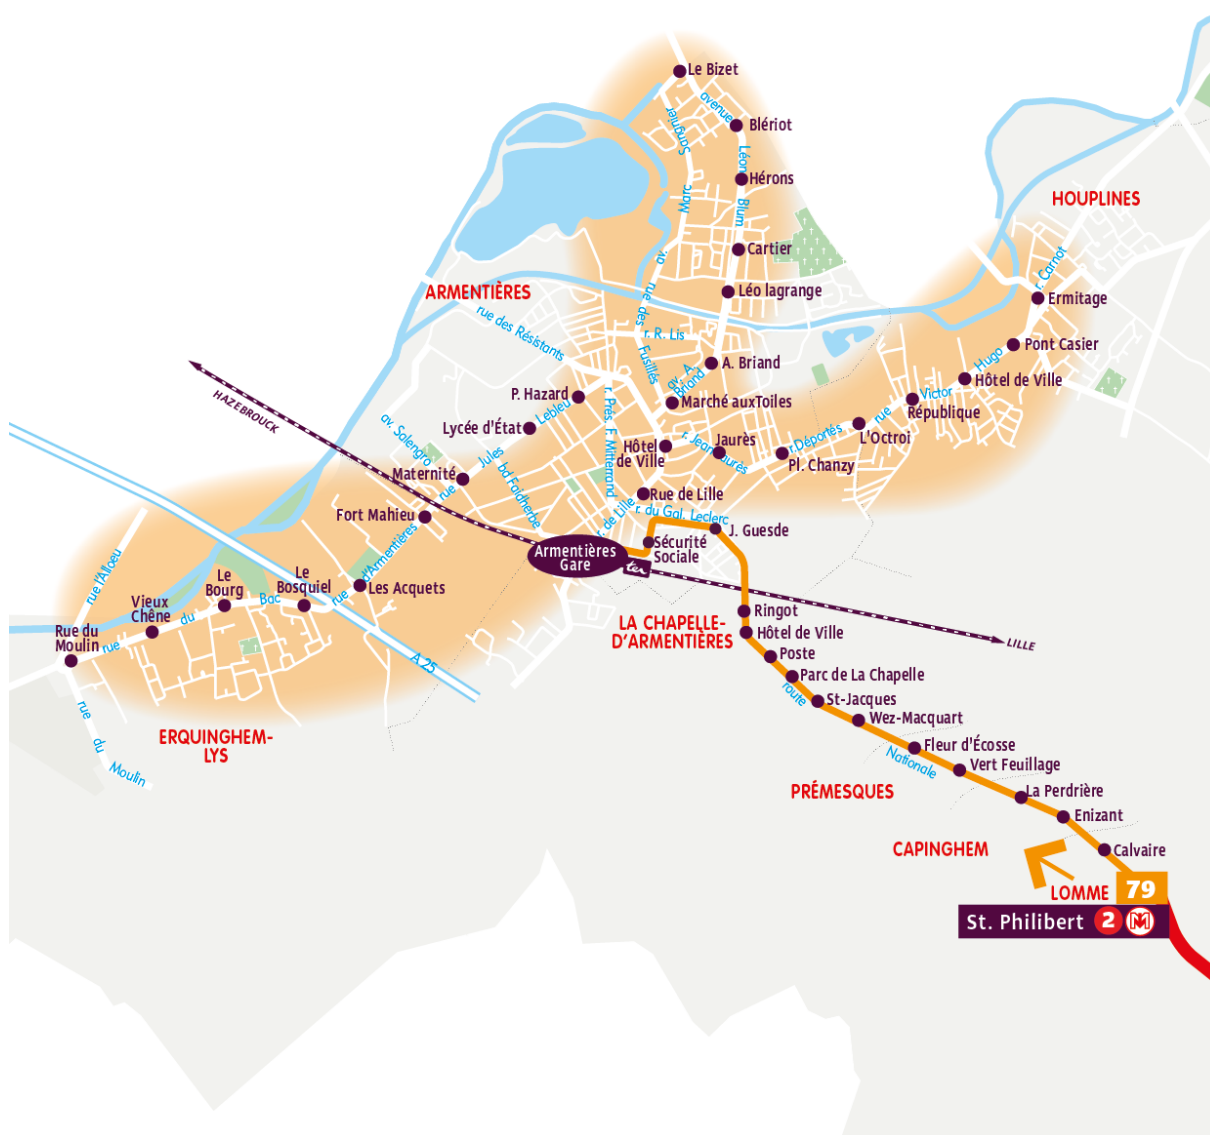 Le Bizet
avenue
Blériot
Sangnier
Léon
Hérons
Marc
Blum
HOUPLINES
Cartier
av.
r. Carnot
ARMENTIÈRES
Léo lagrange
rue des
Ermitage
rue des Résistants
r. R. Lis
Pont Casier
Fusillés
A. Briand
Hugo
HAZEBROUCK
av. A.
Briand
Hôtel de Ville
P. Hazard
Lebleu
r. Prés. F. Mitterrand
Marché auxToiles
Victor
République
rue
av. Salengro
Lycée d'État
Hôtel
de Ville
r. Jean Jaurès
Jaurès
r. Déportés
L'Octroi
Jules
Maternité
bd Faidherbe
Pl. Chanzy
rue
Rue de Lille
r. de Lille
r. du Gal. Leclerc
Fort Mahieu
J. Guesde
Sécurité
Sociale
Armentières
Gare
ter
rue l'Alloeu
d'Armentières
Le
Bourg
Le
Bosquiel
Les Acquets
rue
Bac
Vieux
Chêne
du
Rue du
Moulin
rue
Ringot
LA CHAPELLE-
D'ARMENTIÈRES
Hôtel de Ville
LILLE
Poste
A 25
Parc de La Chapelle
route
St-Jacques
rue
du
Moulin
Wez-Macquart
ERQUINGHEM-
LYS
Fleur d'Écosse
Nationale
Vert Feuillage
PRÉMESQUES
La Perdrière
Enizant
CAPINGHEM
Calvaire
LOMME
79
St. Philibert
2
M